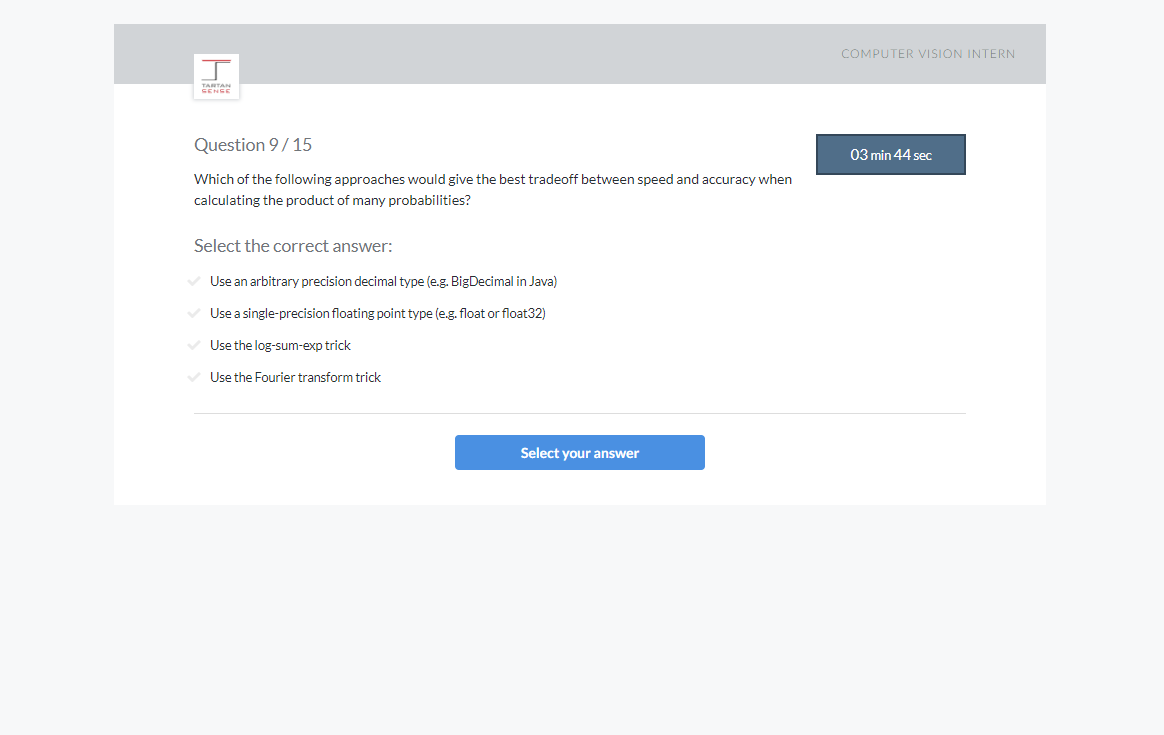 COMPUTER VISION INTERN
TARTAN
SENSE
Question 9 / 15
03 min 44 sec
Which of the following approaches would give the best tradeoff between speed and accuracy when
calculating the product of many probabilities?
Select the correct answer:
Use an arbitrary precision decimal type (e.g. BigDecimal in Java)
Use a single-precision floating point type (e.g. float or float32)
Use the log-sum-exp trick
Use the Fourier transform trick
Select your answer